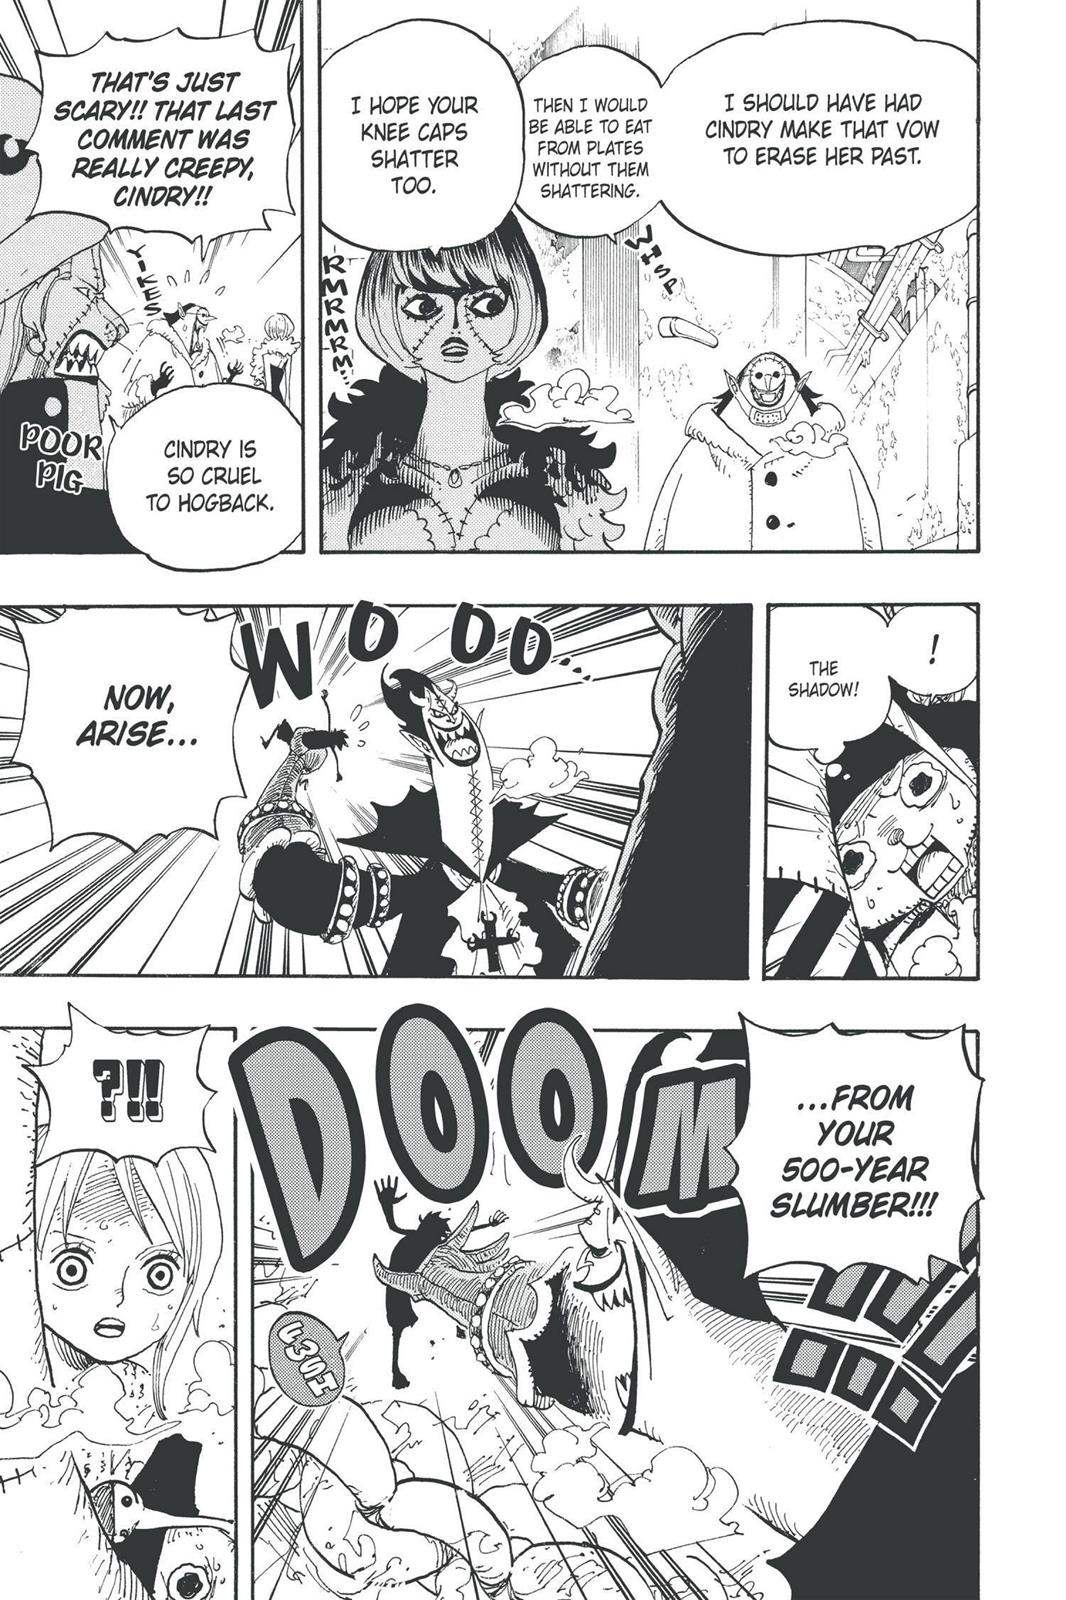 I SHOULD HAVE HAD
CINDRY MAKE THAT VOW
TO ERASE HER PAST.
THEN I WOULD
BE ABLE TO EAT
FROM PLATES
WITHOUT THEM
SHATTERING.
I HOPE YOUR
KNEE CAPS
SHATTER
TOO.
WHSP
RMRMRMRM...
THAT'S JUST
SCARY!! THAT LAST
COMMENT WAS
REALLY CREEPY,
CINDRY!!
YIKES
CINDRY IS
SO CRUEL
TO HOGBACK.
POOR
PIG
!
THE
SHADOW!
WOOO...
NOW,
ARISE...
...FROM
YOUR
500-YEAR
SLUMBER!!!
DOOM
FWSH
?!!